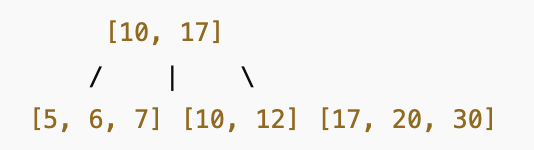 [10, 17]
/ | \
[5, 6, 7] [10, 12] [17, 20, 30]